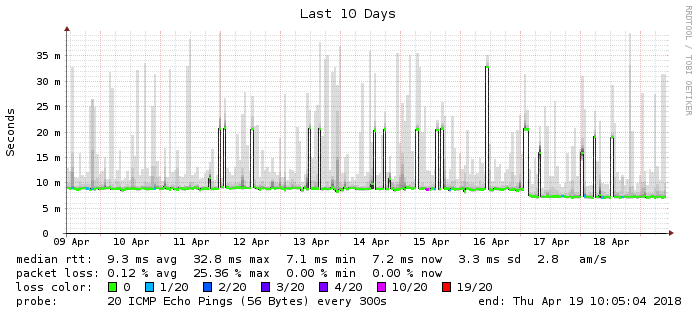 Last 10 Days
RRDTOOL / TOBI OETIKER
Seconds
35 m
30 m
25 m
20 m
15 m
10 m
5 m
0
09 Apr 10 Apr 11 Apr 12 Apr 13 Apr 14 Apr 15 Apr 16 Apr 17 Apr 18 Apr
median rtt: 9.3 ms avg 32.8 ms max 7.1 ms min 7.2 ms now 3.3 ms sd 2.8 am/s
packet loss: 0.12 % avg 25.36 % max 0.00 % min 0.00 % now
loss color: 0 1/20 2/20 3/20 4/20 10/20 19/20
probe: 20 ICMP Echo Pings (56 Bytes) every 300s end: Thu Apr 19 10:05:04 2018